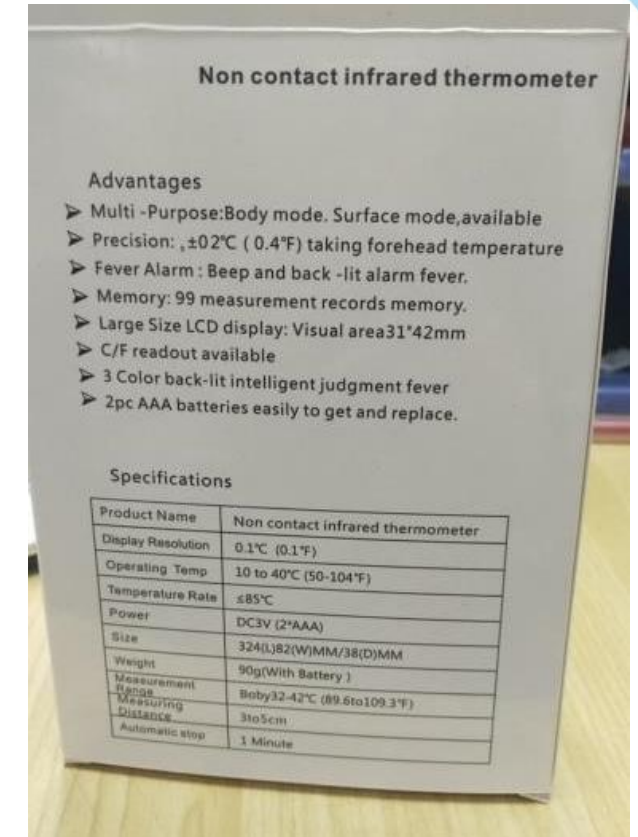 Non contact infrared thermometer
Advantages
➢ Multi -Purpose:Body mode. Surface mode,available
➢ Precision: ,±02℃ ( 0.4℉) taking forehead temperature
➢ Fever Alarm : Beep and back -lit alarm fever.
➢ Memory: 99 measurement records memory.
➢ Large Size LCD display: Visual area31*42mm
➢ C/F readout available
➢ 3 Color back-lit intelligent judgment fever
➢ 2pc AAA batteries easily to get and replace.
Specifications
Product Name Non contact infrared thermometer
Display Resolution 0.1℃ (0.1℉)
Operating Temp 10 to 40℃ (50-104℉)
Temperature Rate ≤85℃
Power DC3V (2*AAA)
Size 324(L)82(W)MM/38(D)MM
Weight 90g(With Battery )
Measurement Range Boby32-42℃ (89.6to109.3℉)
Measuring Distance 3to5cm
Automatic stop 1 Minute